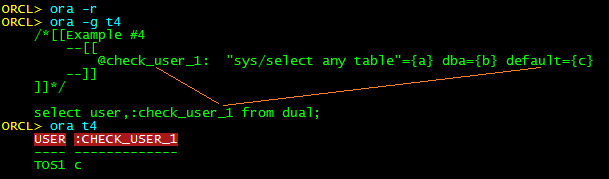 ORCL> ora -r
ORCL> ora -g t4
/*[[Example #4
--[[
@check_user_1: "sys/select any table"={a} dba={b} default={c}
--]]
]]*/
select user,:check_user_1 from dual;
ORCL> ora t4
USER :CHECK_USER_1
---- -------------
TOS1 c